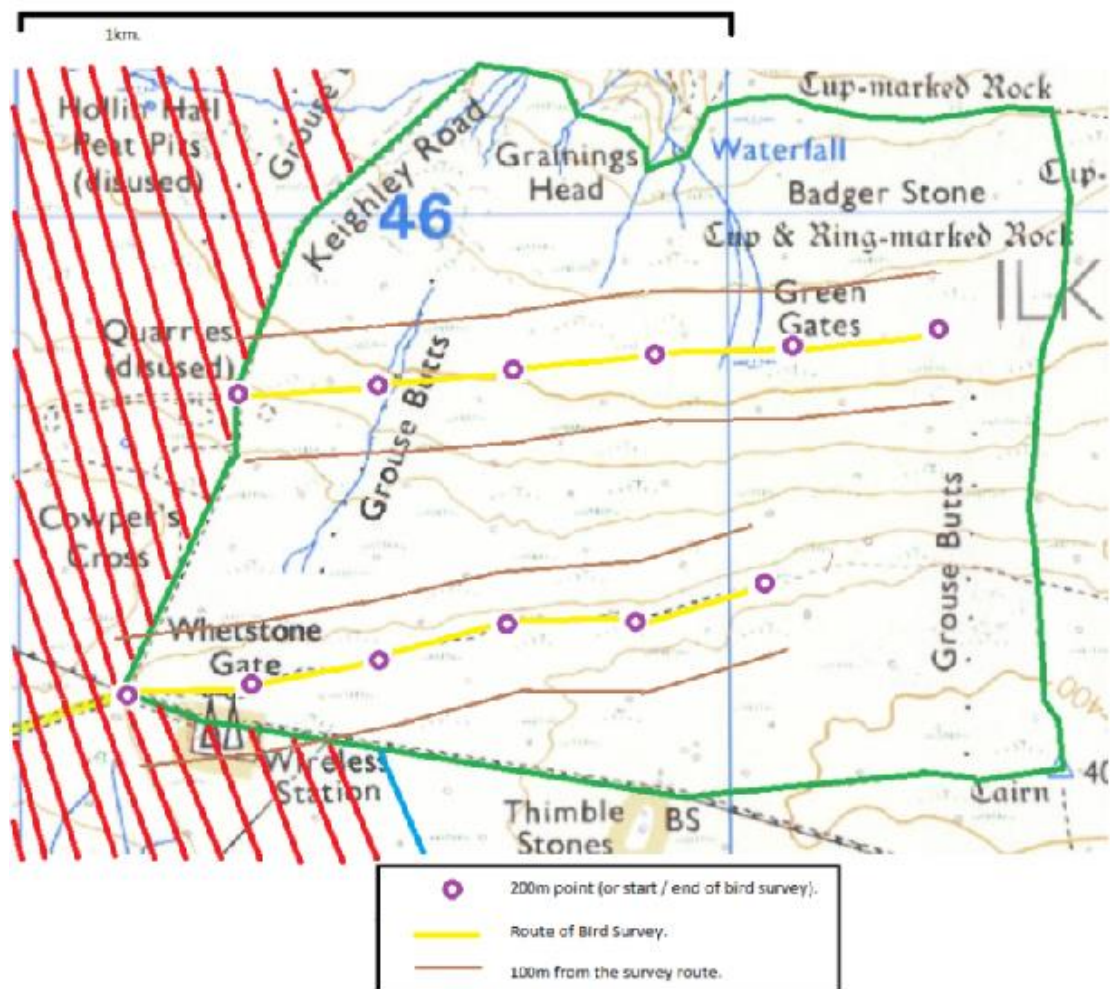 1km.
Hollin Hall
Peat Pits
(disused)
Grouse
Keighley Road
46
Grainings
Head
Cup-marked Rock
Waterfall
Badger Stone
Cup-
Cup & Ring-marked Rock
ILK
Green
Gates
Quarries
(disused)
Grouse Butts
Cowper's
Cross
Grouse Butts
Whetstone
Gate
Wireless
Station
Thimble
Stones
BS
Cairn
400
40
200m point (or start / end of bird survey).
Route of Bird Survey.
100m from the survey route.